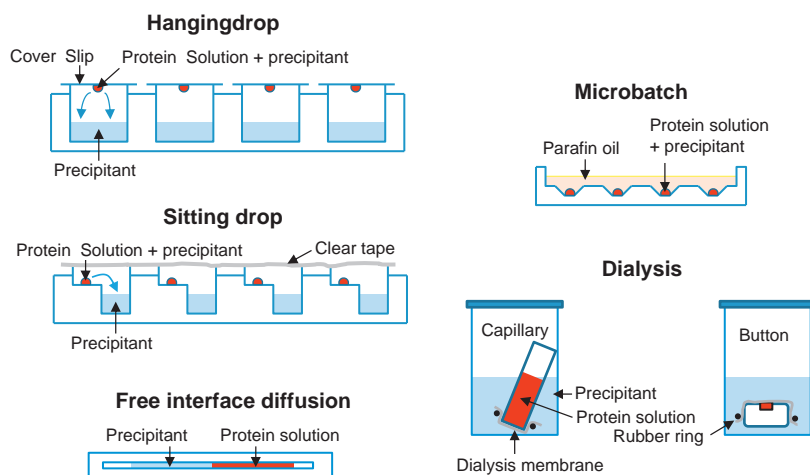 Hangingdrop
Cover Slip
Protein Solution + precipitant
Precipitant
Sitting drop
Protein Solution + precipitant
Clear tape
Precipitant
Free interface diffusion
Precipitant
Protein solution
Microbatch
Parafin oil
Protein solution
+ precipitant
Dialysis
Capillary
Button
Precipitant
Protein solution
Rubber ring
Dialysis membrane